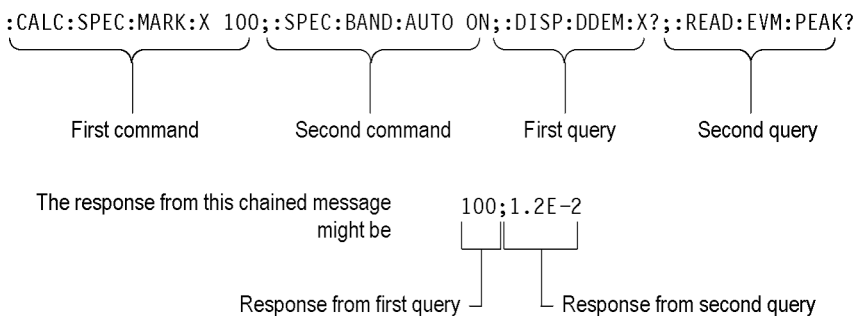 :CALC:SPEC:MARK:X 100;:SPEC:BAND:AUTO ON;:DISP:DDEM:X?;:READ:EVM:PEAK?
First command Second command First query Second query
The response from this chained message
might be
100;1.2E-2
Response from first query Response from second query